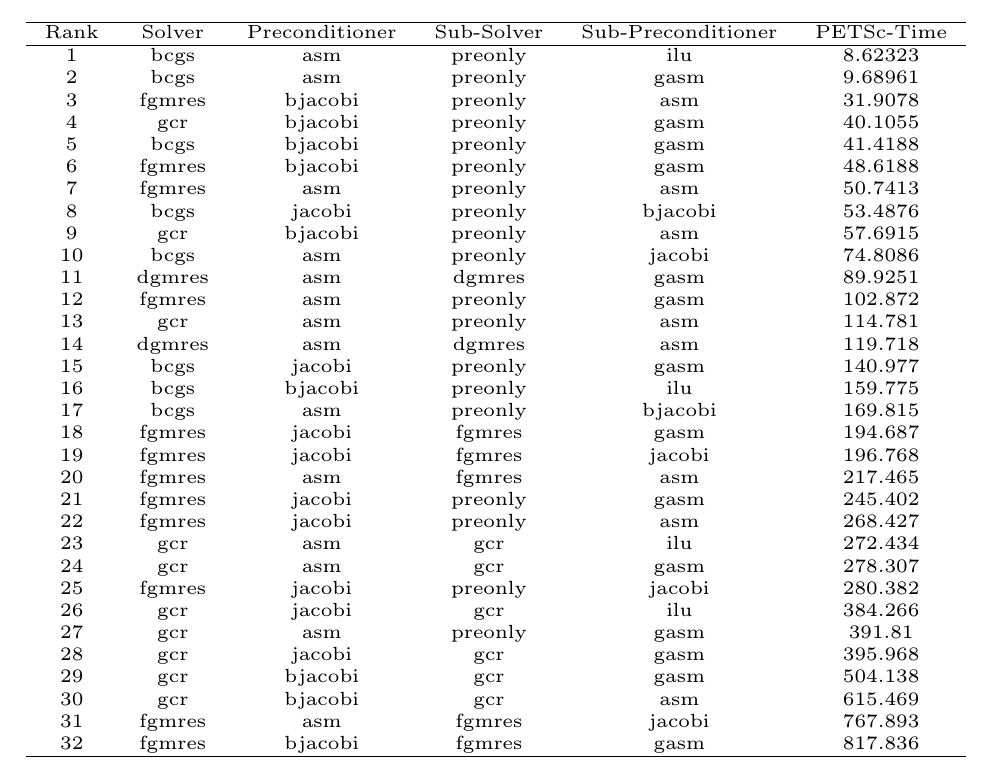 Rank Solver Preconditioner Sub-Solver Sub-Preconditioner PETSc-Time
1 bcgs asm preonly ilu 8.62323
2 bcgs asm preonly gasm 9.68961
3 fgmres bjacobi preonly asm 31.9078
4 gcr bjacobi preonly gasm 40.1055
5 bcgs bjacobi preonly gasm 41.4188
6 fgmres bjacobi preonly gasm 48.6188
7 fgmres asm preonly asm 50.7413
8 bcgs jacobi preonly bjacobi 53.4876
9 gcr bjacobi preonly asm 57.6915
10 bcgs asm preonly jacobi 74.8086
11 dgmres asm dgmres gasm 89.9251
12 fgmres asm preonly gasm 102.872
13 gcr asm preonly asm 114.781
14 dgmres asm dgmres asm 119.718
15 bcgs jacobi preonly gasm 140.977
16 bcgs bjacobi preonly ilu 159.775
17 bcgs asm preonly bjacobi 169.815
18 fgmres jacobi fgmres gasm 194.687
19 fgmres jacobi fgmres jacobi 196.768
20 fgmres asm fgmres asm 217.465
21 fgmres jacobi preonly gasm 245.402
22 fgmres jacobi preonly asm 268.427
23 gcr asm gcr ilu 272.434
24 gcr asm gcr gasm 278.307
25 fgmres jacobi preonly jacobi 280.382
26 gcr jacobi gcr ilu 384.266
27 gcr asm preonly gasm 391.81
28 gcr jacobi gcr gasm 395.968
29 gcr bjacobi gcr gasm 504.138
30 gcr bjacobi gcr asm 615.469
31 fgmres asm fgmres jacobi 767.893
32 fgmres bjacobi fgmres gasm 817.836